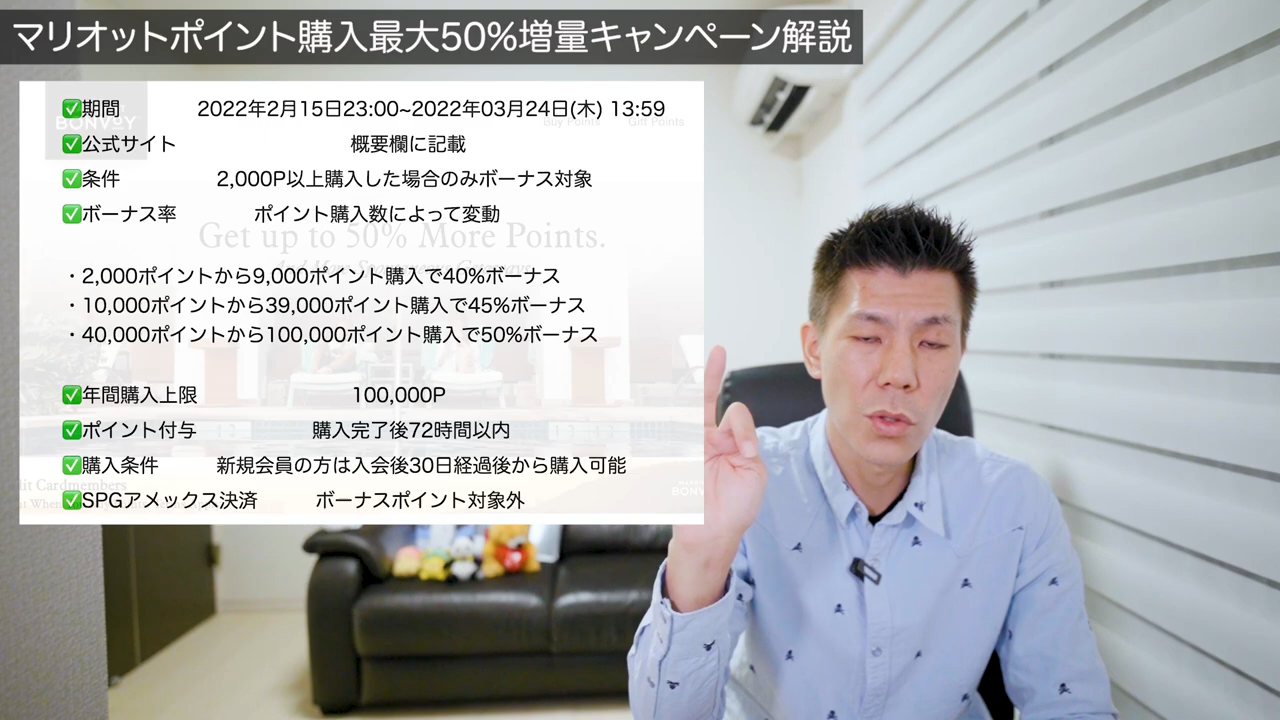 マリオットポイント購入最大50%増量キャンペーン解説
BONVOY
Buy Points Gift Points
✅期間 2022年2月15日23:00~2022年03月24日(木) 13:59
✅公式サイト 概要欄に記載
✅条件 2,000P以上購入した場合のみボーナス対象
✅ボーナス率 ポイント購入数によって変動
Get up to 50% More Points.
・2,000ポイントから9,000ポイント購入で40%ボーナス
・10,000ポイントから39,000ポイント購入で45%ボーナス
・40,000ポイントから100,000ポイント購入で50%ボーナス
✅年間購入上限 100,000P
✅ポイント付与 購入完了後72時間以内
✅購入条件 新規会員の方は入会後30日経過後から購入可能
Cardmembers
BONV
✅SPGアメックス決済 ボーナスポイント対象外